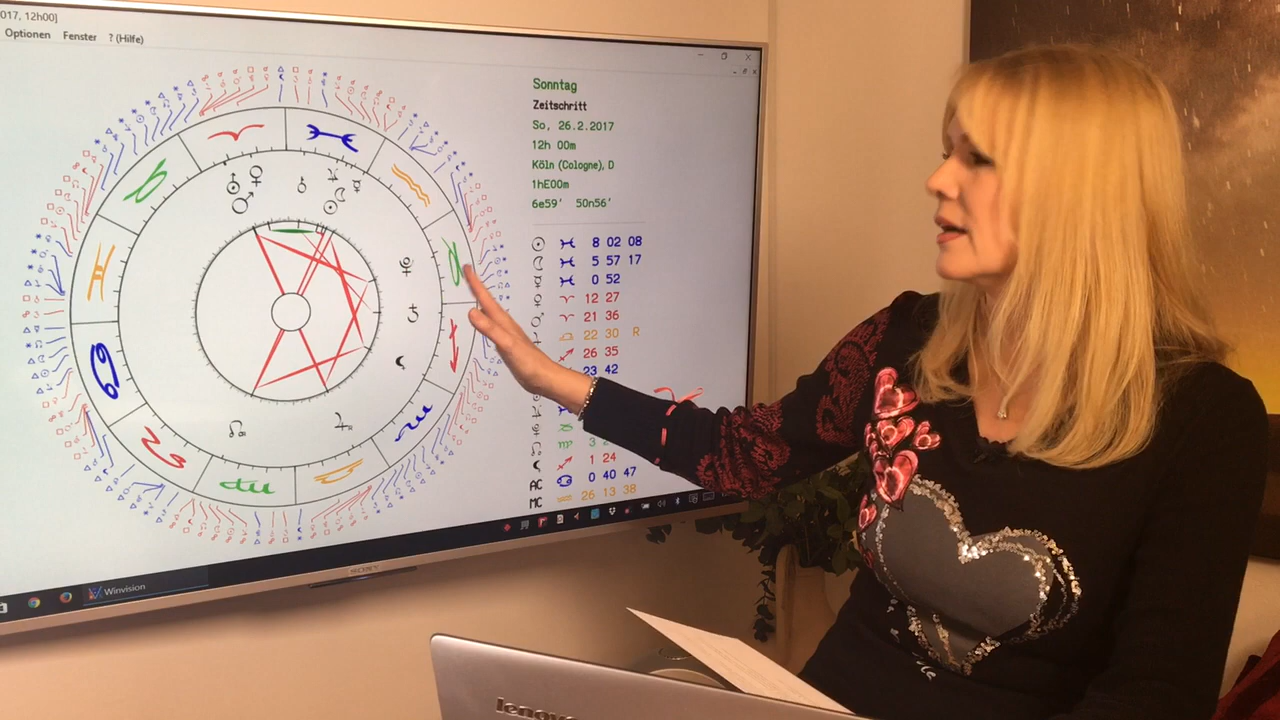 017, 12h00]
Optionen Fenster ? (Hilfe)
Sonntag
Zeitschritt
So, 26.2.2017
12h 00m
Köln (Cologne), D
1hE00m
6e59' 50n56'
☉ ♓ 8 02 08
☾ ♓ 5 57 17
☿ ♓ 0 52
♀ ♈ 12 27
♂ ♈ 21 36
♎ 22 30 R
♐ 26 35
23 42
♍ 3
⚸ ♐ 1 24
AC ♋ 0 40 47
MC ♒ 26 13 38
SONY
Winvision
lenovo